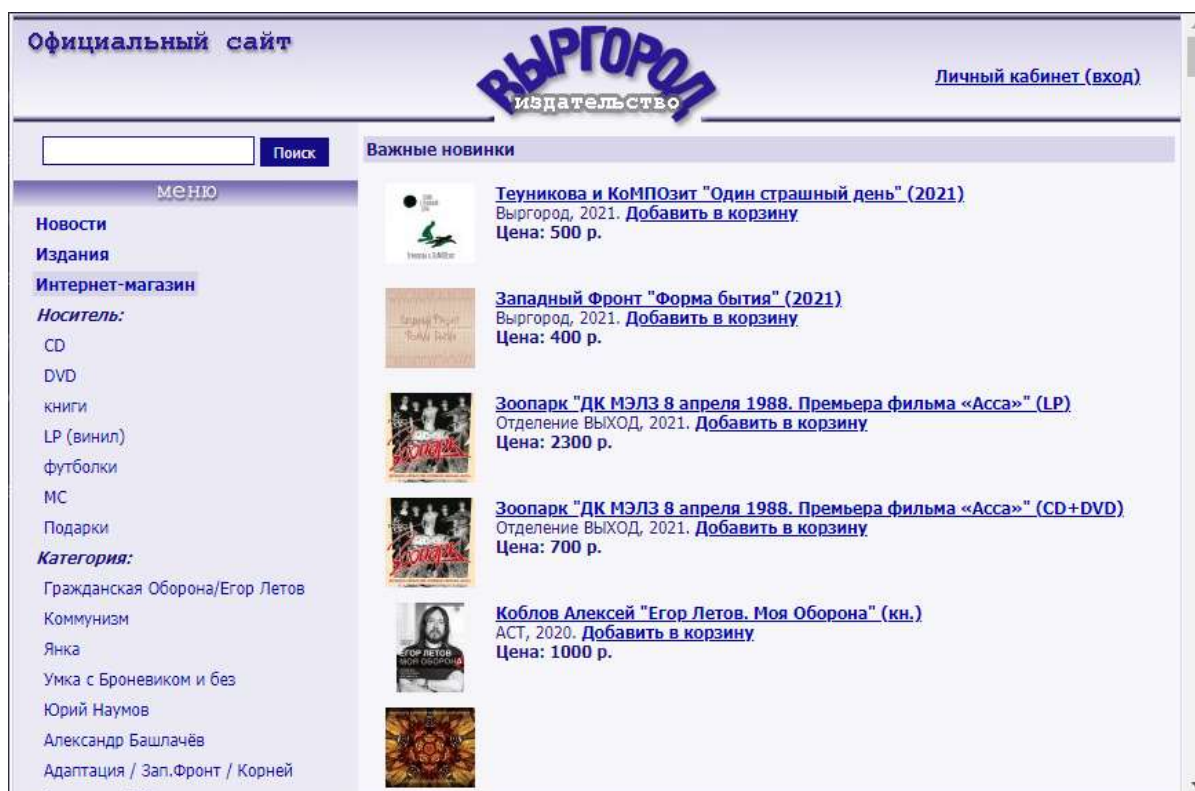 Официальный сайт
ВЫРГОРОД
издательство
Личный кабинет (вход)
Поиск
меню
Новости
Издания
Интернет-магазин
Носитель:
CD
DVD
книги
LP (винил)
футболки
МС
Подарки
Категория:
Гражданская Оборона/Егор Летов
Коммунизм
Янка
Умка с Броневиком и без
Юрий Наумов
Александр Башлачёв
Адаптация / Зап.Фронт / Корней
Важные новинки
Теуникова и КоМПОзит "Один страшный день" (2021)
Выргород, 2021. Добавить в корзину
Цена: 500 р.
Западный Фронт "Форма бытия" (2021)
Выргород, 2021. Добавить в корзину
Цена: 400 р.
Зоопарк "ДК МЭЛЗ 8 апреля 1988. Премьера фильма «Асса»" (LP)
Отделение ВЫХОД, 2021. Добавить в корзину
Цена: 2300 р.
Зоопарк
Зоопарк "ДК МЭЛЗ 8 апреля 1988. Премьера фильма «Асса»" (CD+DVD)
Отделение ВЫХОД, 2021. Добавить в корзину
Цена: 700 р.
Зоопарк
Коблов Алексей "Егор Летов. Моя Оборона" (кн.)
АСТ, 2020. Добавить в корзину
Цена: 1000 р.
ЕГОР ЛЕТОВ
МОЯ ОБОРОНА